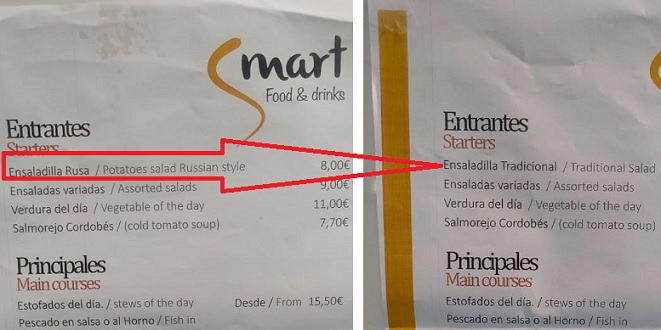 Smart
Food & drinks
Entrantes
Starters
Ensaladilla Rusa / Potatoes salad Russian style 8,00€
Ensaladas variadas / Assorted salads 9,00€
Verdura del día / Vegetable of the day 11,00€
Salmorejo Cordobés / (cold tomato soup) 7,70€
Principales
Main courses
Estofados del día. / stews of the day Desde / From 15,50€
Pescado en salsa o al Horno / Fish in
Entrantes
Starters
Ensaladilla Tradicional / Traditional Salad
Ensaladas variadas / Assorted salads
Verdura del día / Vegetable of the day
Salmorejo Cordobés / (cold tomato soup)
Principales
Main courses
Estofados del día. / stews of the day
Pescado en salsa o al Horno / Fish in